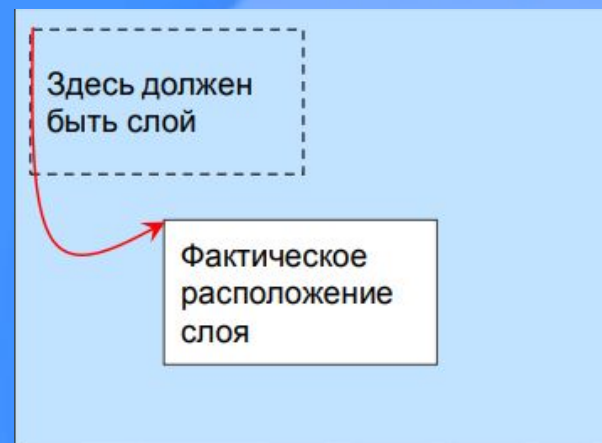 Здесь должен
быть слой
Фактическое
расположение
слоя